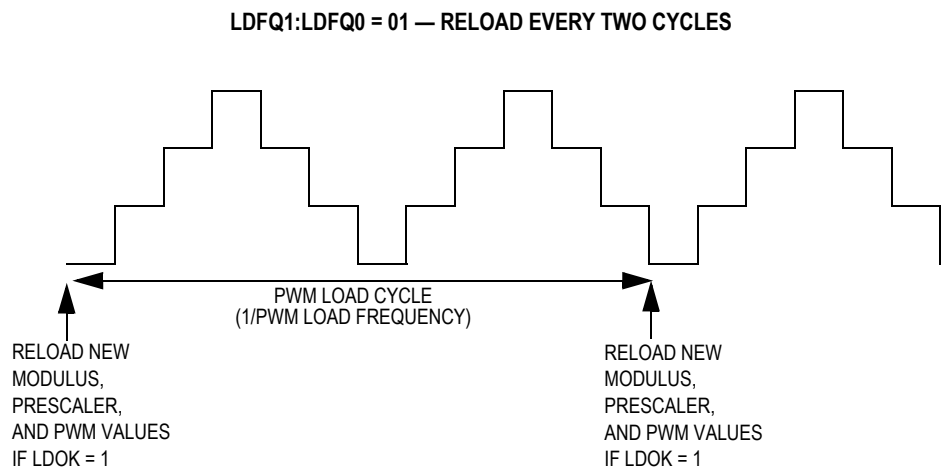 LDFQ1:LDFQ0 = 01 — RELOAD EVERY TWO CYCLES
PWM LOAD CYCLE
(1/PWM LOAD FREQUENCY)
RELOAD NEW
MODULUS,
PRESCALER,
AND PWM VALUES
IF LDOK = 1
RELOAD NEW
MODULUS,
PRESCALER,
AND PWM VALUES
IF LDOK = 1